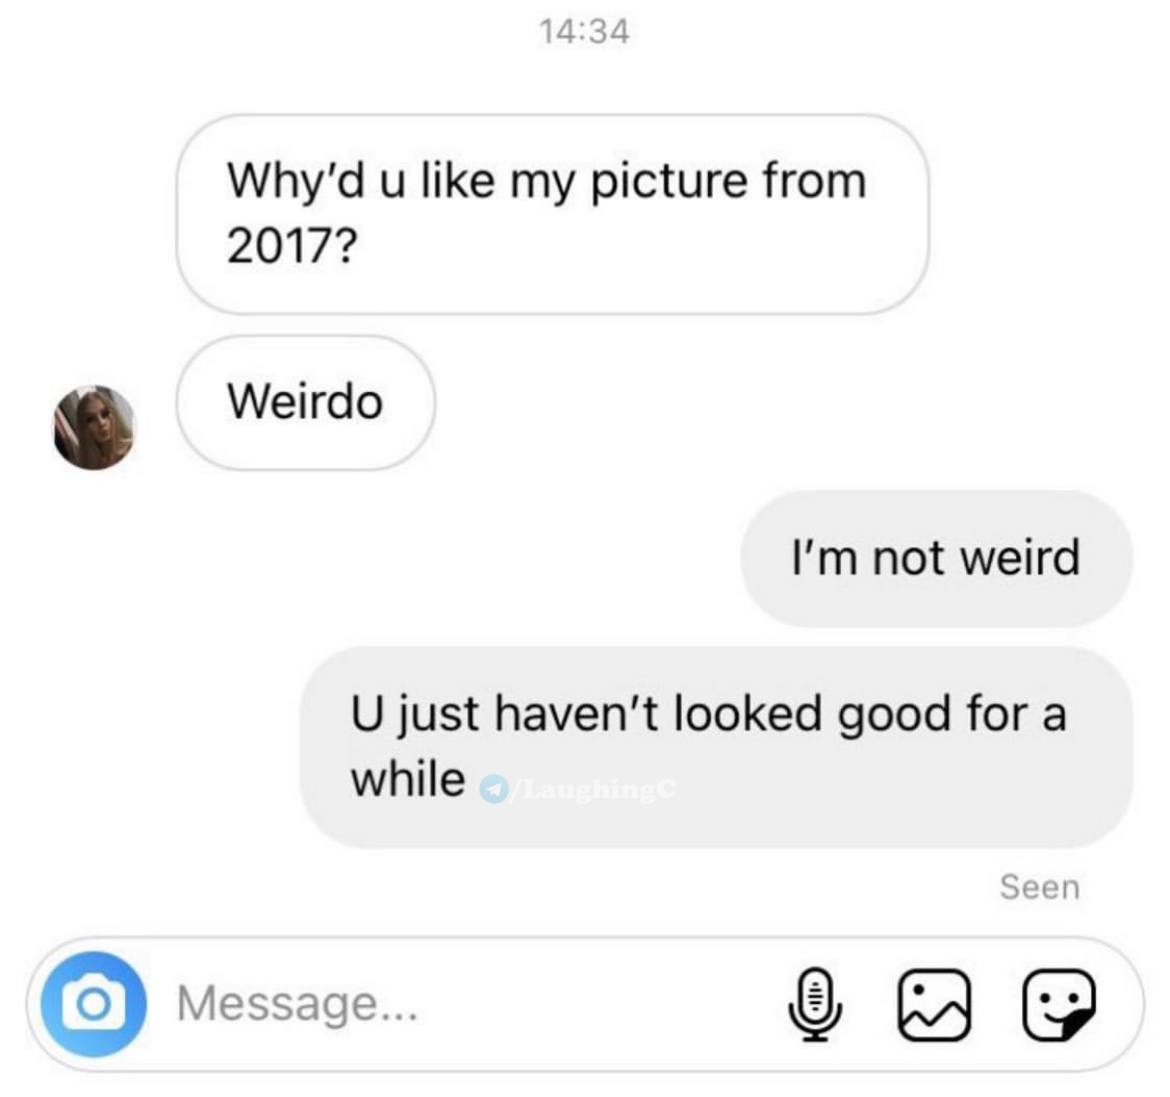 14:34
Why’d u like my picture from
2017?
Weirdo
I’m not weird
U just haven’t looked good for a
while /LaughingC
Seen
Message...